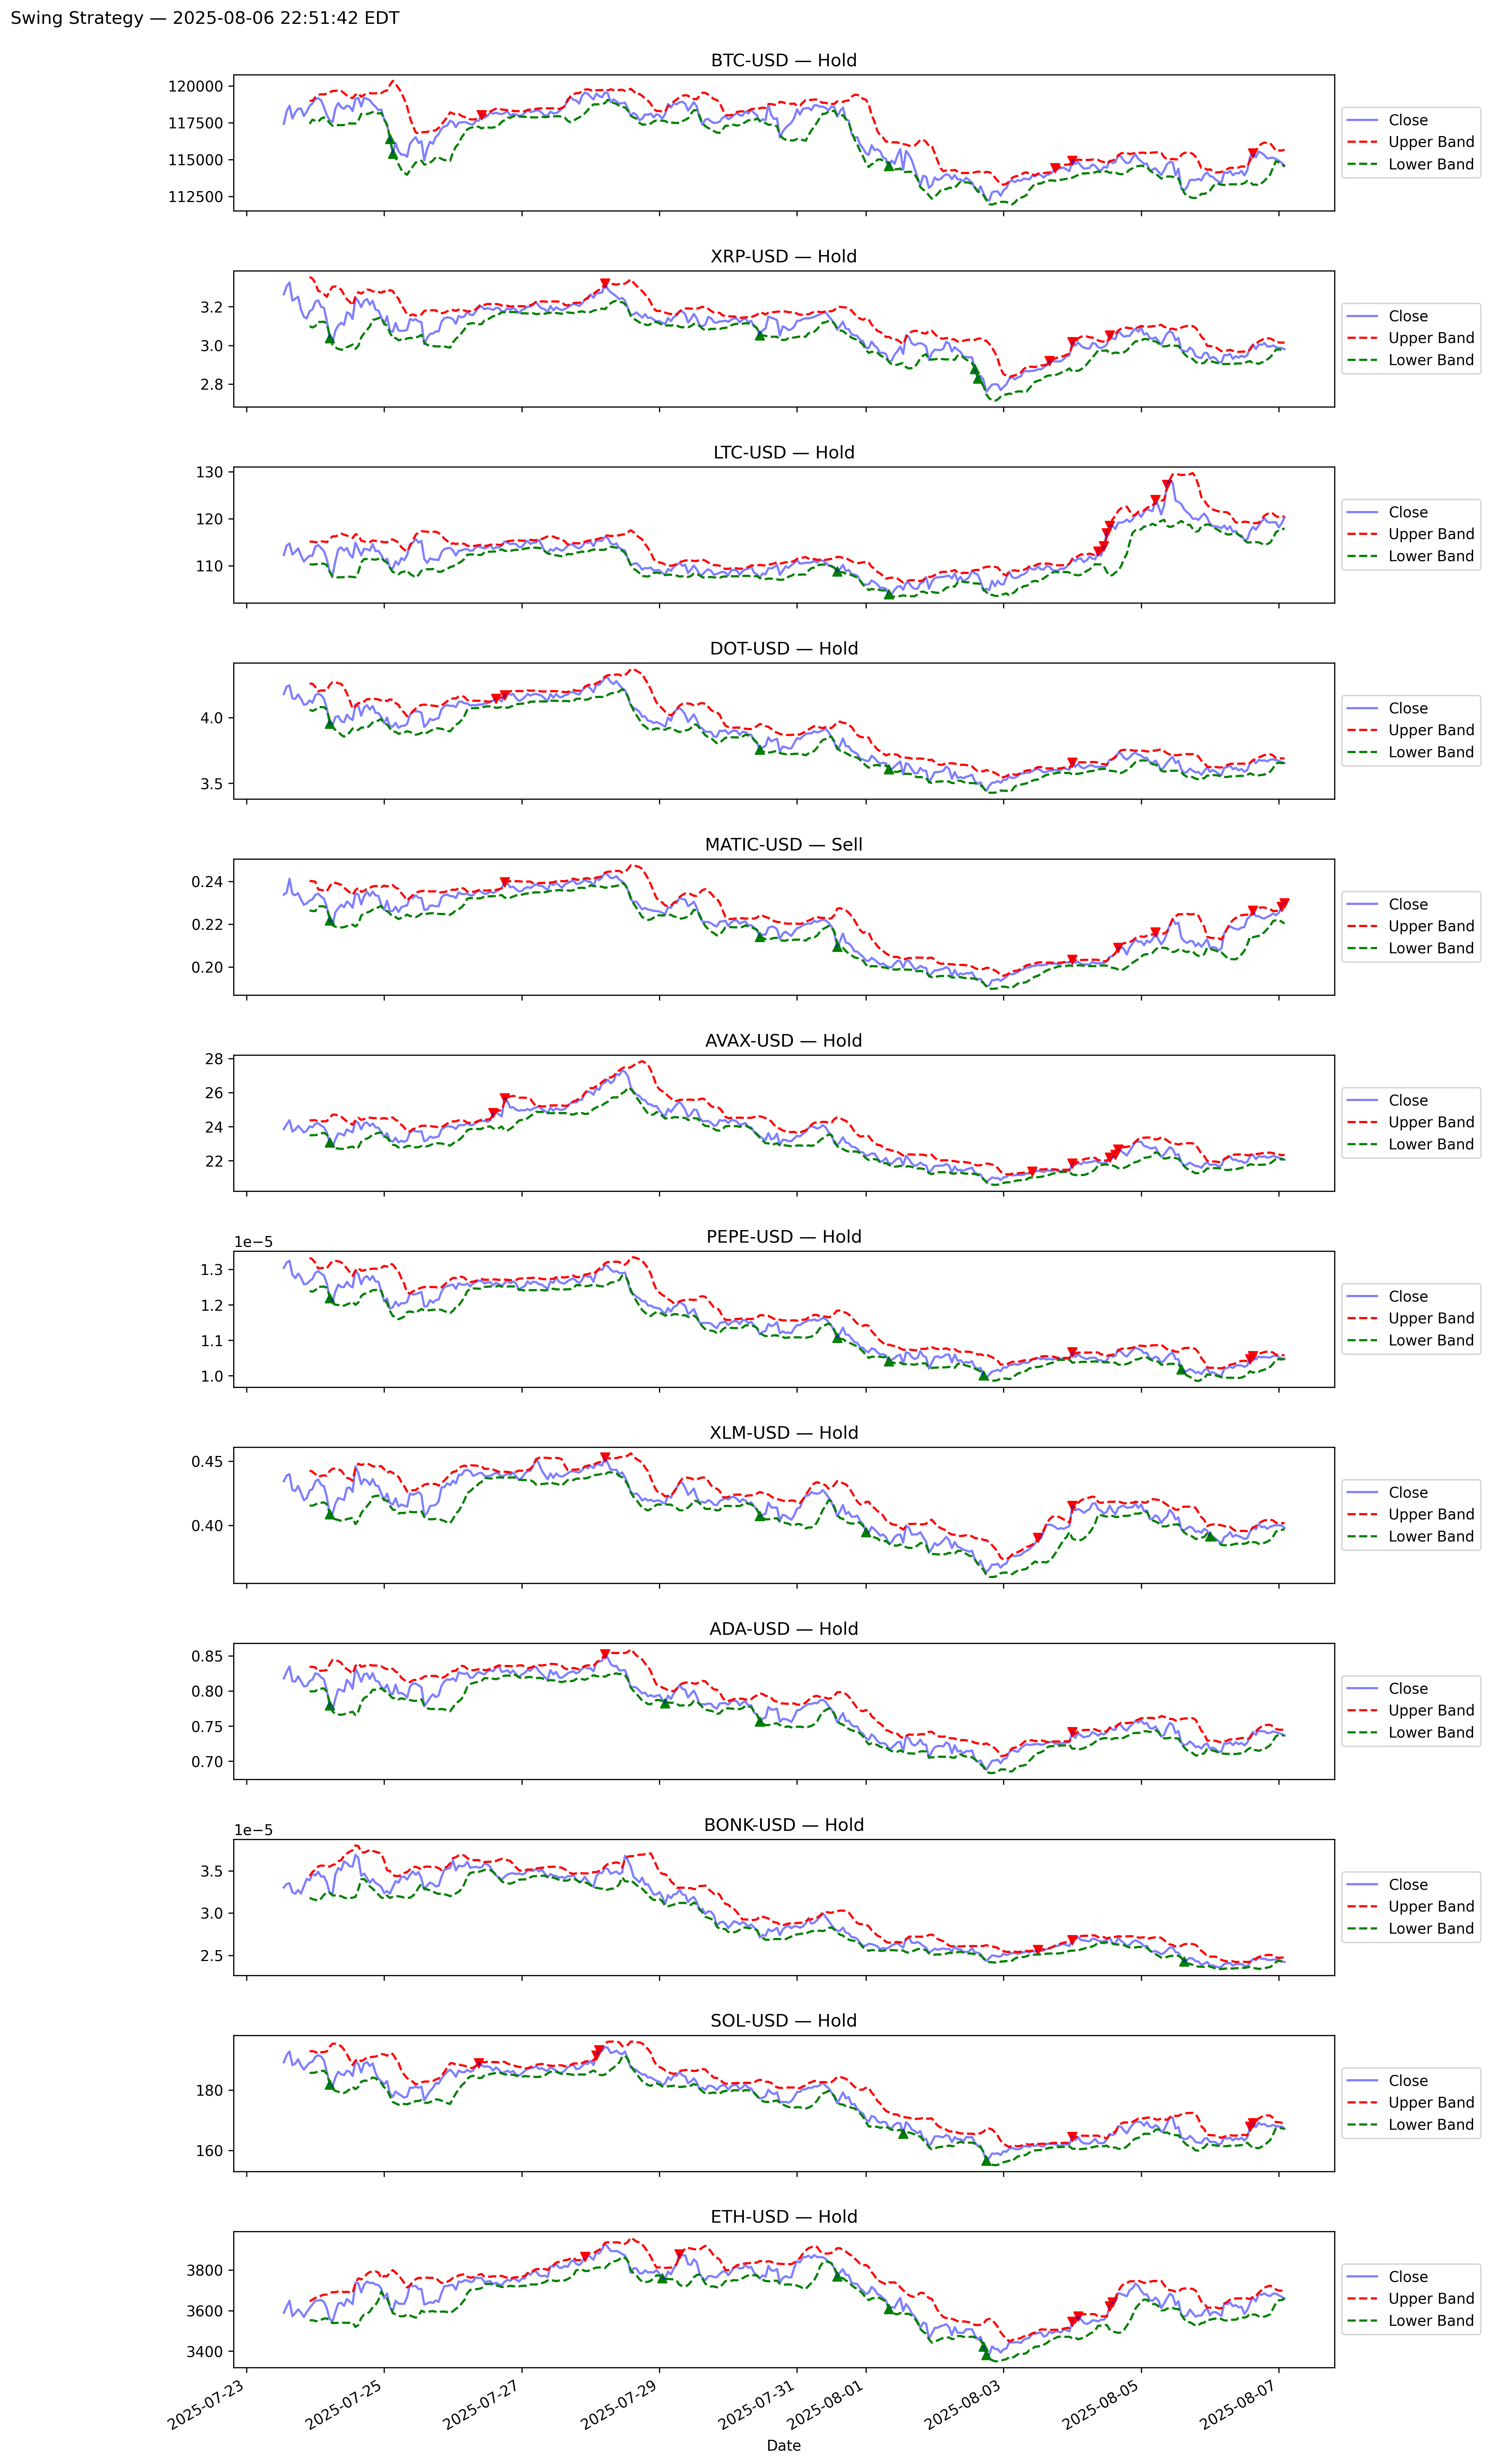 Swing Strategy — 2025-08-06 22:51:42 EDT
BTC-USD — Hold
120000
117500
115000
112500
Close
Upper Band
Lower Band
XRP-USD — Hold
3.2
3.0
2.8
Close
Upper Band
Lower Band
LTC-USD — Hold
130
120
110
Close
Upper Band
Lower Band
DOT-USD — Hold
4.0
3.5
Close
Upper Band
Lower Band
MATIC-USD — Sell
0.24
0.22
0.20
Close
Upper Band
Lower Band
AVAX-USD — Hold
28
26
24
22
Close
Upper Band
Lower Band
PEPE-USD — Hold
1e−5
1.3
1.2
1.1
1.0
Close
Upper Band
Lower Band
XLM-USD — Hold
0.45
0.40
Close
Upper Band
Lower Band
ADA-USD — Hold
0.85
0.80
0.75
0.70
Close
Upper Band
Lower Band
BONK-USD — Hold
1e−5
3.5
3.0
2.5
Close
Upper Band
Lower Band
SOL-USD — Hold
180
160
Close
Upper Band
Lower Band
ETH-USD — Hold
3800
3600
3400
Close
Upper Band
Lower Band
2025-07-23
2025-07-25
2025-07-27
2025-07-29
2025-07-31
2025-08-01
2025-08-03
2025-08-05
2025-08-07
Date